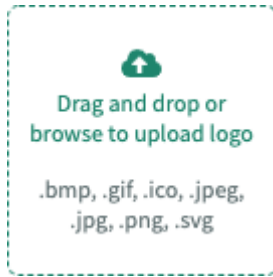 Drag and drop or
browse to upload logo
.bmp, .gif, .ico, .jpeg,
.jpg, .png, .svg